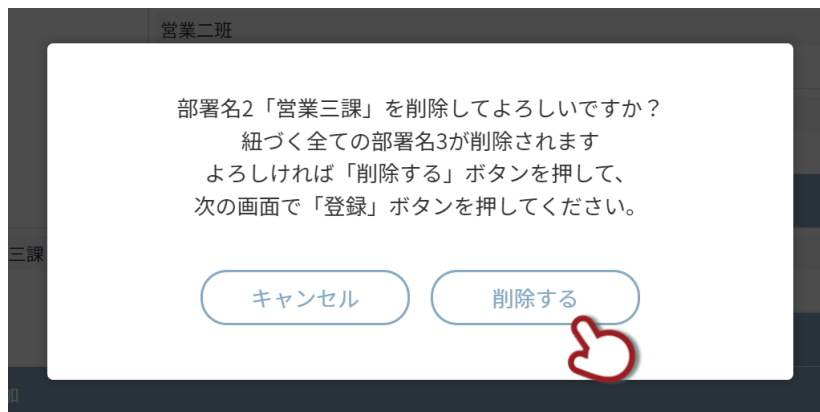 営業二班
部署名2「営業三課」を削除してよろしいですか？
紐づく全ての部署名3が削除されます
よろしければ「削除する」ボタンを押して、
次の画面で「登録」ボタンを押してください。
三課
キャンセル
削除する